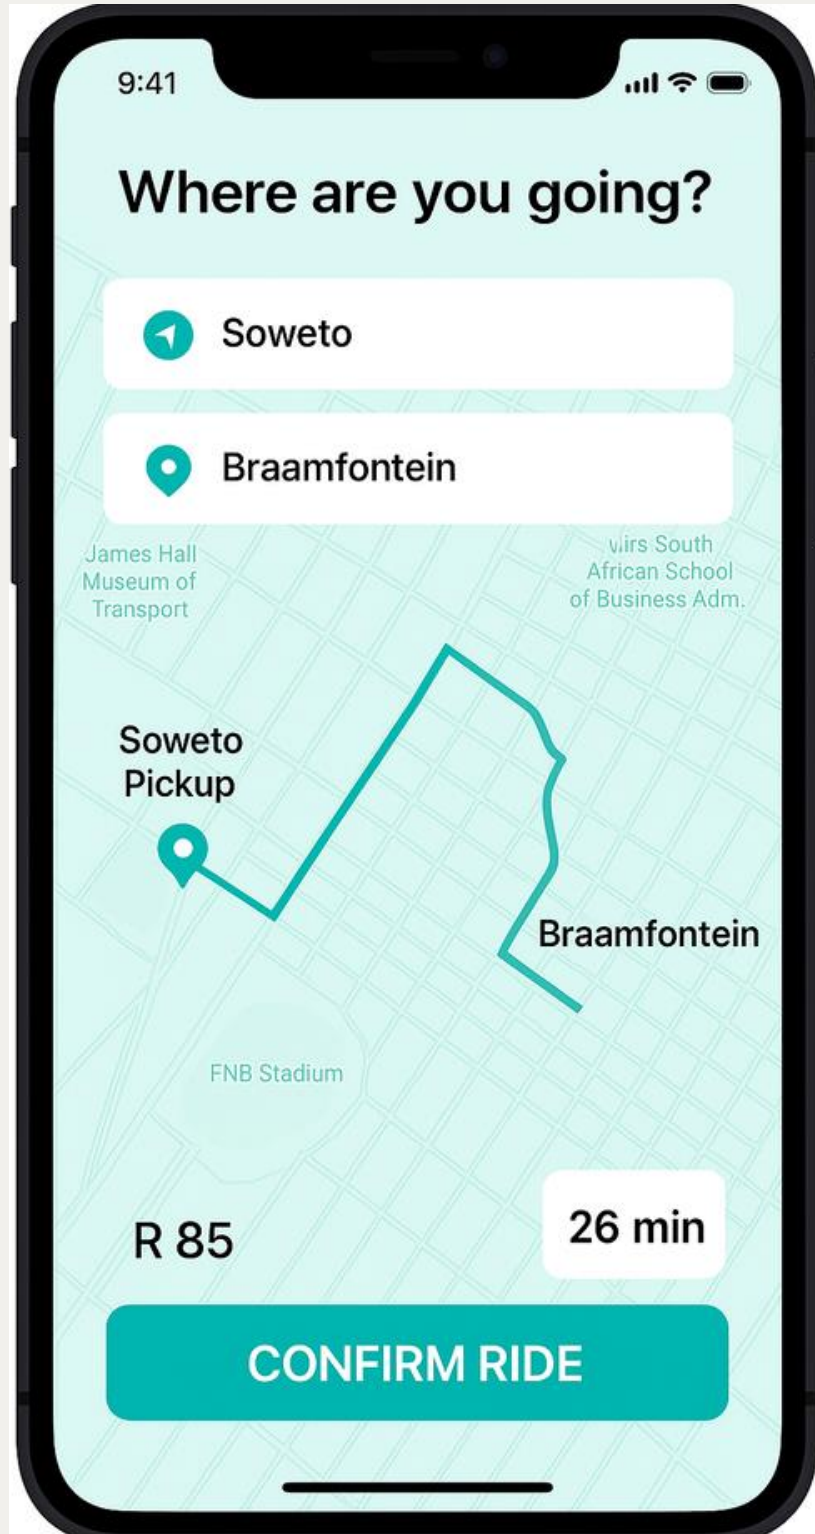 9:41
Where are you going?
Soweto
Braamfontein
James Hall
Museum of
Transport
South
African School
of Business Adm.
Soweto
Pickup
Braamfontein
FNB Stadium
R 85
26 min
CONFIRM RIDE